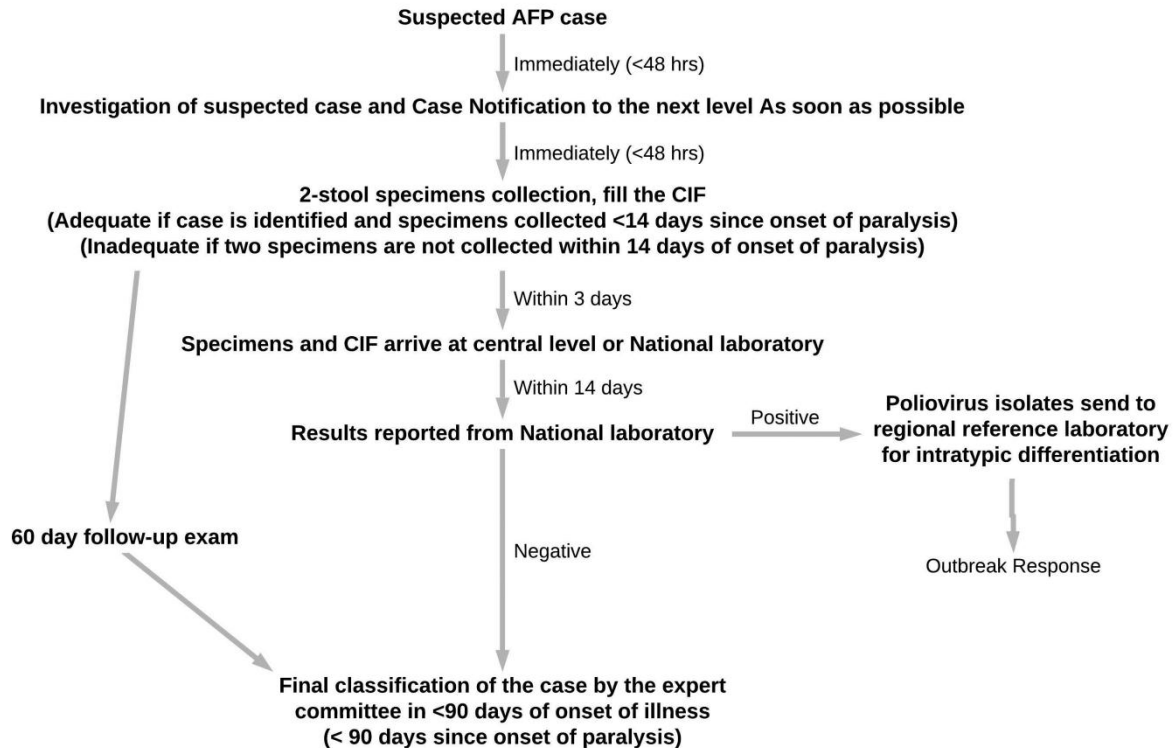 Suspected AFP case
Immediately (<48 hrs)
Investigation of suspected case and Case Notification to the next level As soon as possible
Immediately (<48 hrs)
2-stool specimens collection, fill the CIF
(Adequate if case is identified and specimens collected <14 days since onset of paralysis)
(Inadequate if two specimens are not collected within 14 days of onset of paralysis)
Within 3 days
Specimens and CIF arrive at central level or National laboratory
Within 14 days
Results reported from National laboratory
Positive
Poliovirus isolates send to
regional reference laboratory
for intratypic differentiation
60 day follow-up exam
Negative
Outbreak Response
Final classification of the case by the expert
committee in <90 days of onset of illness
(< 90 days since onset of paralysis)